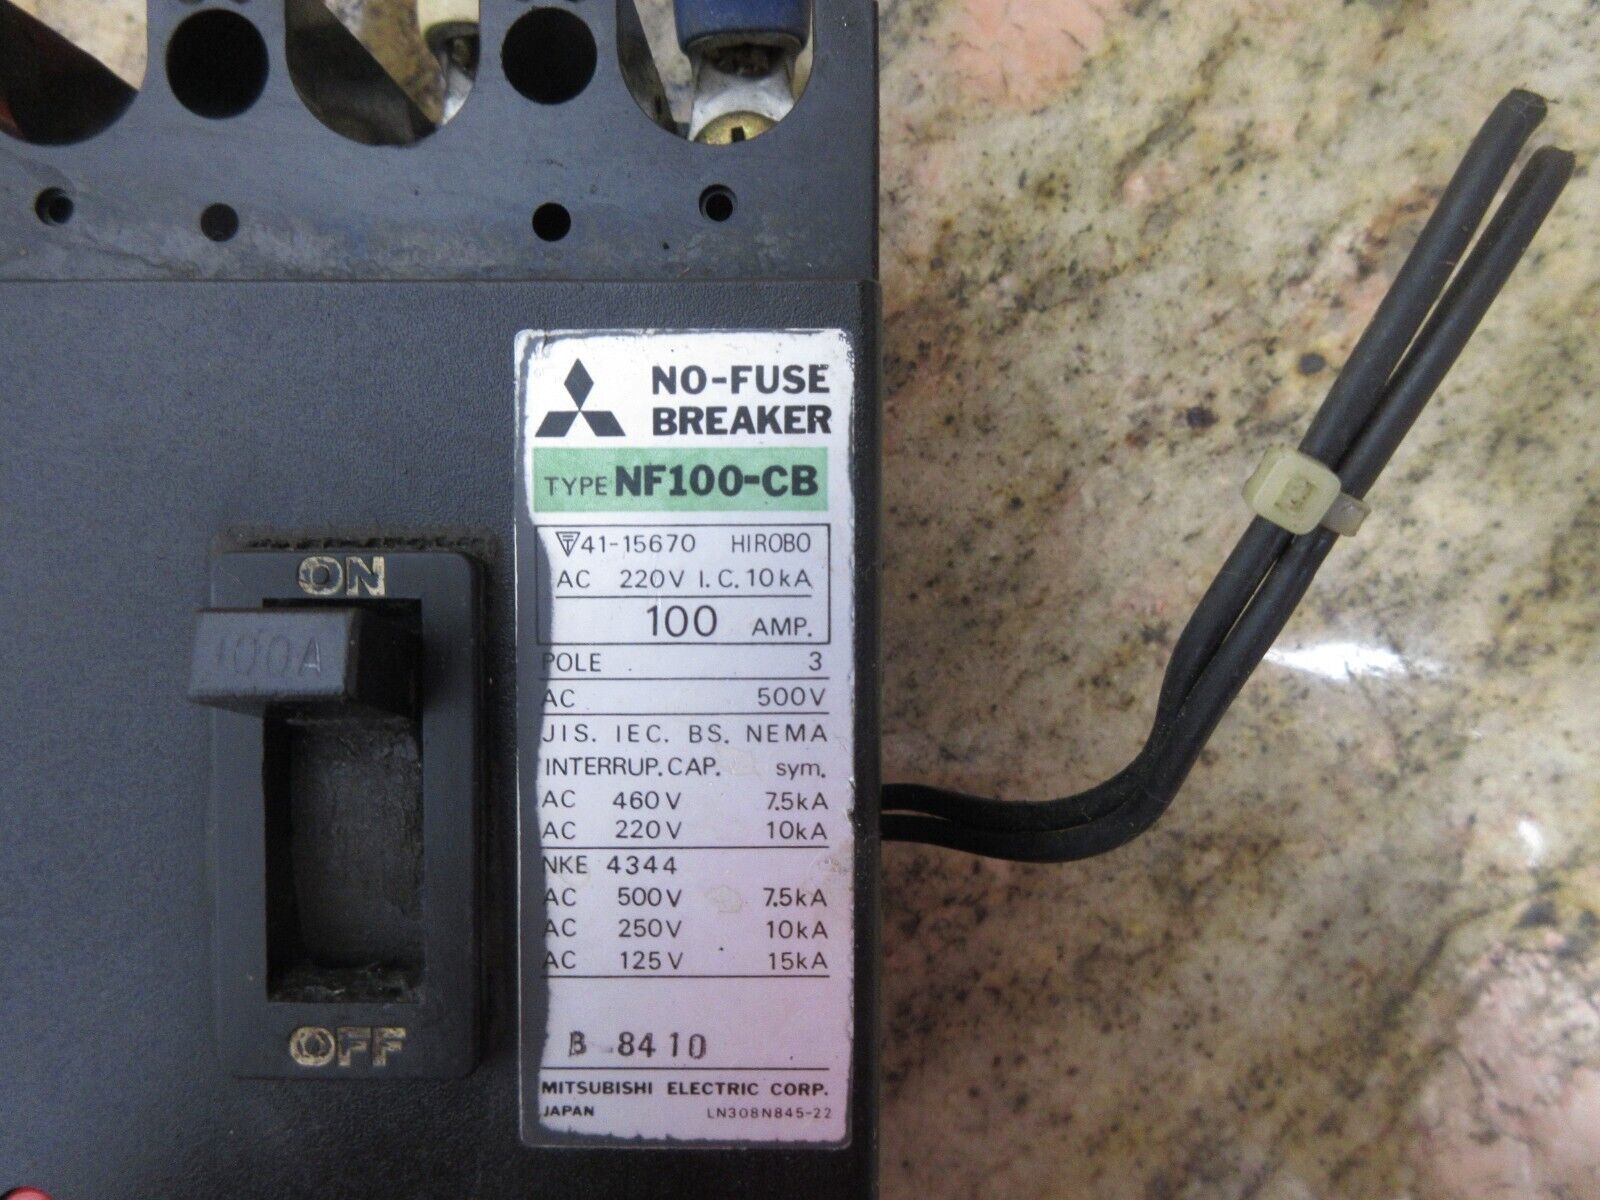 NO-FUSE
BREAKER
TYPE NF100-CB
41-15670 HIROBO
AC 220V I.C. 10kA
100 AMP.
POLE 3
AC 500V
JIS. IEC. BS. NEMA
INTERRUP. CAP. sym.
AC 460V 7.5kA
AC 220V 10kA
NKE 4344
AC 500V 7.5kA
AC 250V 10kA
AC 125V 15kA
B 8410
MITSUBISHI ELECTRIC CORP.
JAPAN LN308N845-22
ON
100A
OFF